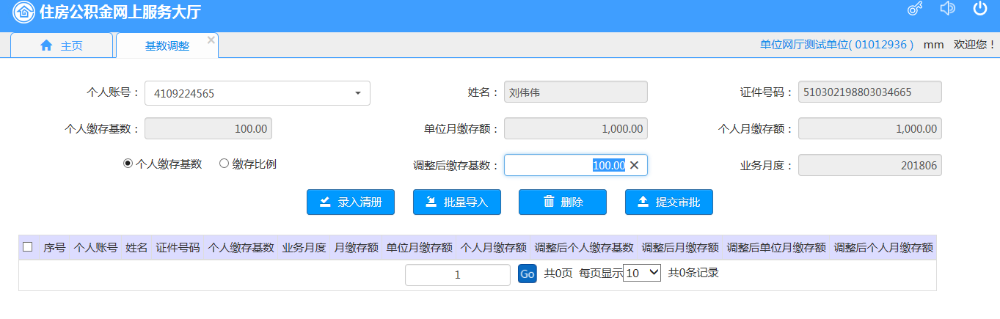 住房公积金网上服务大厅
主页 基数调整 单位网厅测试单位( 01012936 ) mm 欢迎您！
个人账号： 4109224565 姓名： 刘伟伟 证件号码： 510302198803034665
个人缴存基数： 100.00 单位月缴存额： 1,000.00 个人月缴存额： 1,000.00
个人缴存基数 缴存比例 调整后缴存基数： 100.00 业务月度： 201806
录入清册 批量导入 删除 提交审批
序号 个人账号 姓名 证件号码 个人缴存基数 业务月度 月缴存额 单位月缴存额 个人月缴存额 调整后个人缴存基数 调整后月缴存额 调整后单位月缴存额 调整后个人月缴存额
1 Go 共0页 每页显示 10 共0条记录